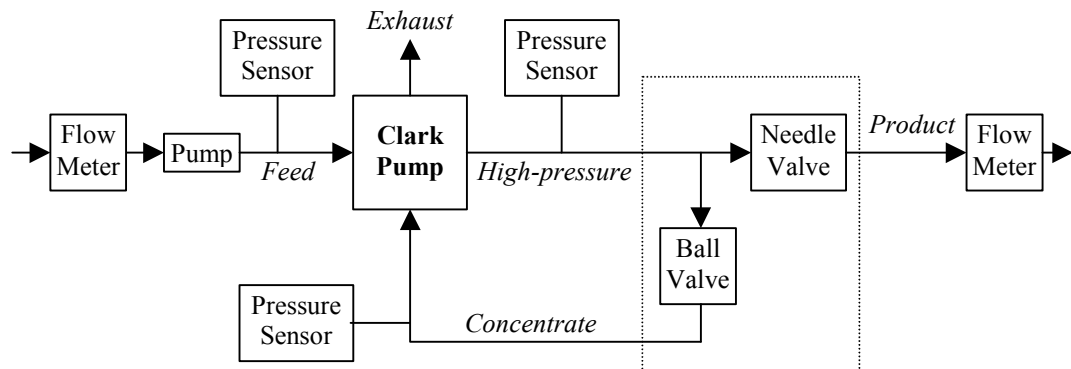 Exhaust
Pressure
Sensor
Pressure
Sensor
Flow
Meter
Pump
Feed
Clark
Pump
High-pressure
Needle
Valve
Product
Flow
Meter
Ball
Valve
Pressure
Sensor
Concentrate